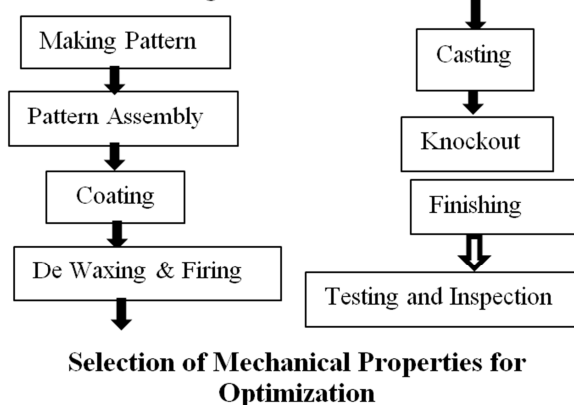 Making Pattern
Pattern Assembly
Coating
De Waxing & Firing
Casting
Knockout
Finishing
Testing and Inspection
Selection of Mechanical Properties for
Optimization